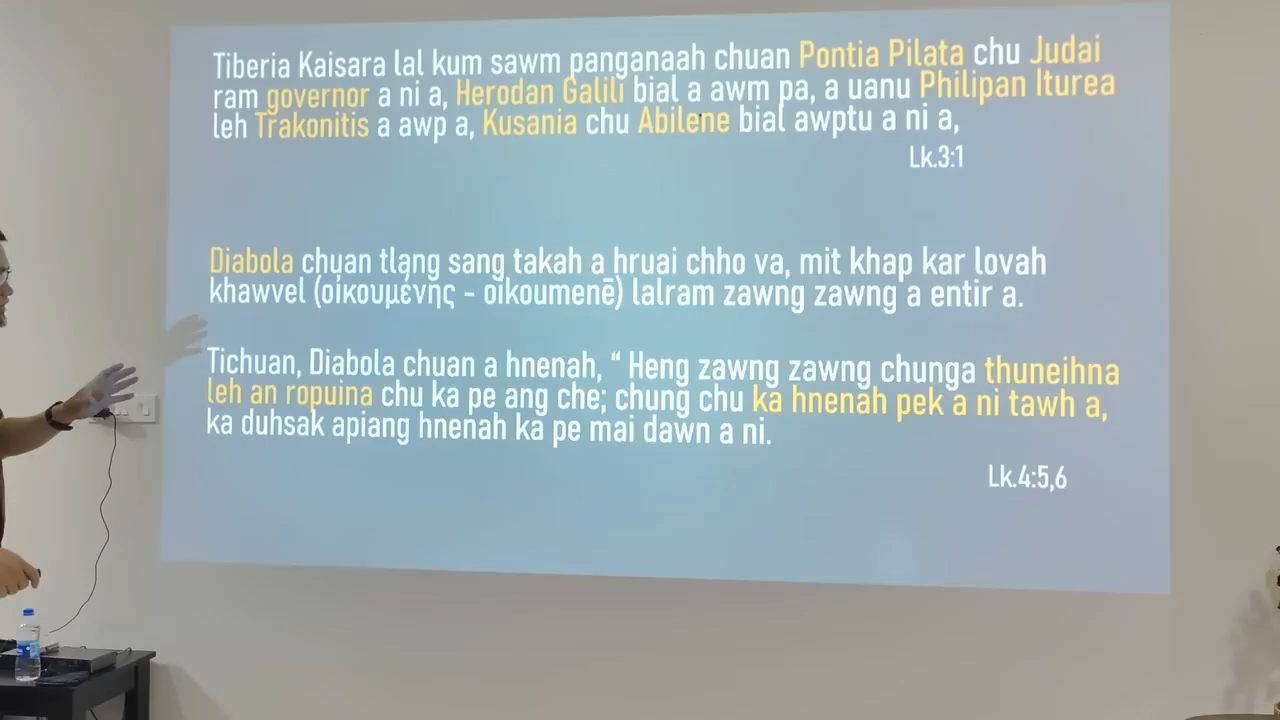 Tiberia Kaisara lal kum sawm panganaah chuan Pontia Pilata chu Judai
ram governor a ni a, Herodan Galili bial a awm pa, a uanu Philipan Iturea
leh Trakonitis a awp a, Kusania chu Abilene bial awptu a ni a,
Lk.3:1
Diabola chuan tlang sang takah a hruai chho va, mit khap kar lovah
khawvel (οἰκουμένης - oikoumenē) lalram zawng zawng a entir a.
Tichuan, Diabola chuan a hnenah, “ Heng zawng zawng chunga thuneihna
leh an ropuina chu ka pe ang che; chung chu ka hnenah pek a ni tawh a,
ka duhsak apiang hnenah ka pe mai dawn a ni.
Lk.4:5,6